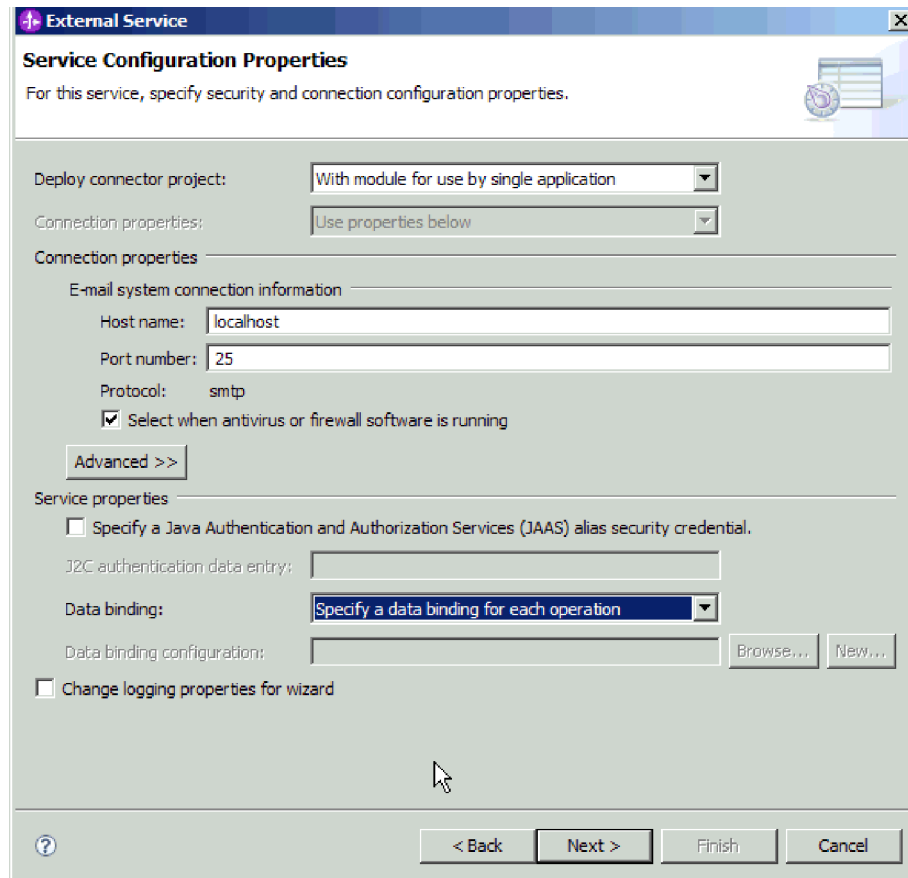 External Service
Service Configuration Properties
For this service, specify security and connection configuration properties.
Deploy connector project: With module for use by single application
Connection properties: Use properties below
Connection properties
E-mail system connection information
Host name: localhost
Port number: 25
Protocol: smtp
Select when antivirus or firewall software is running
Advanced >>
Service properties
Specify a Java Authentication and Authorization Services (JAAS) alias security credential.
J2C authentication data entry:
Data binding: Specify a data binding for each operation
Data binding configuration: Browse... New...
Change logging properties for wizard
? < Back Next > Finish Cancel